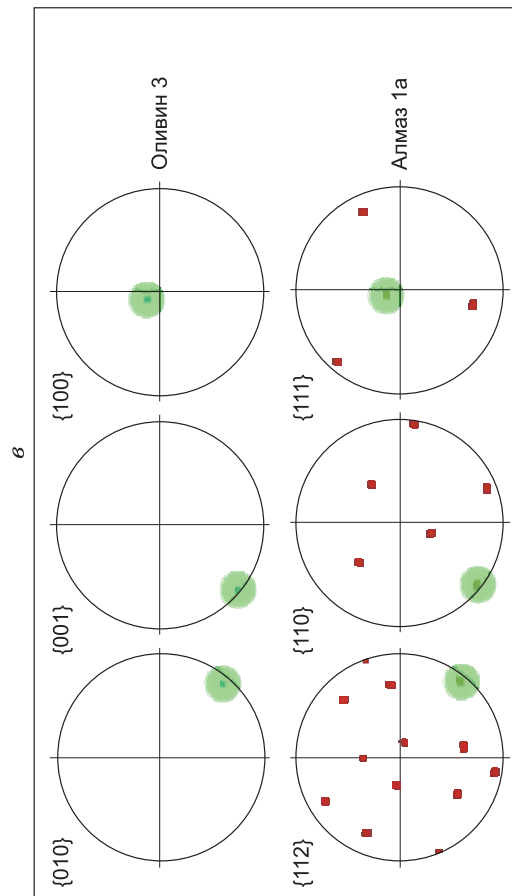 в
{010}
{001}
{100}
Оливин 3
{112}
{110}
{111}
Алмаз 1а